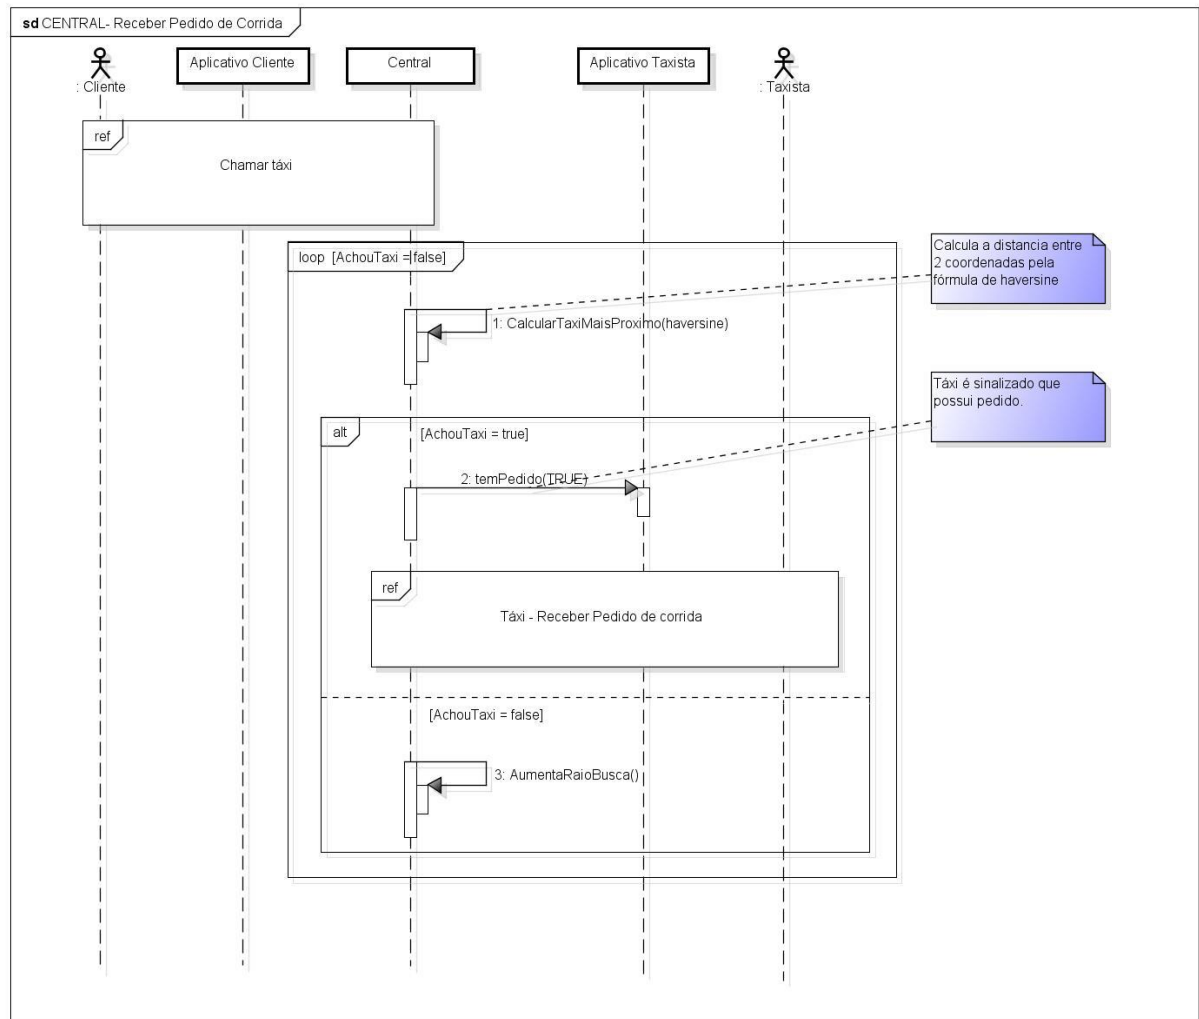 sd CENTRAL- Receber Pedido de Corrida
: Cliente
Aplicativo Cliente
Central
Aplicativo Taxista
: Taxista
ref
Chamar táxi
loop [AchouTaxi = false]
Calcula a distancia entre
2 coordenadas pela
fórmula de haversine
1: CalcularTaxiMaisProximo(haversine)
Táxi é sinalizado que
possui pedido.
alt
[AchouTaxi = true]
2: temPedido(TRUE)
ref
Táxi - Receber Pedido de corrida
[AchouTaxi = false]
3: AumentaRaioBusca()